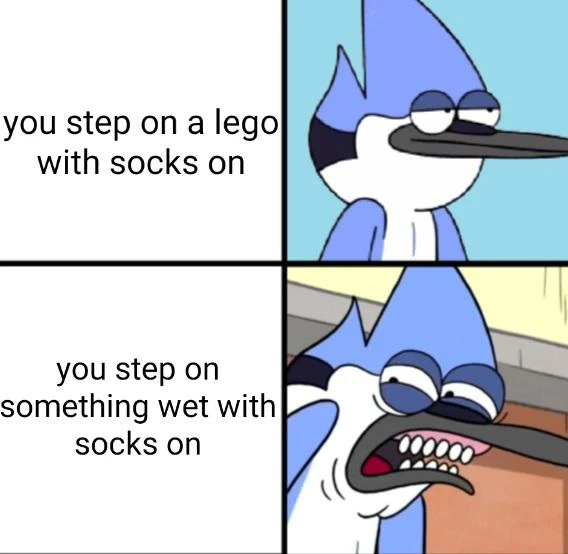 you step on a lego
with socks on
you step on
something wet with
socks on